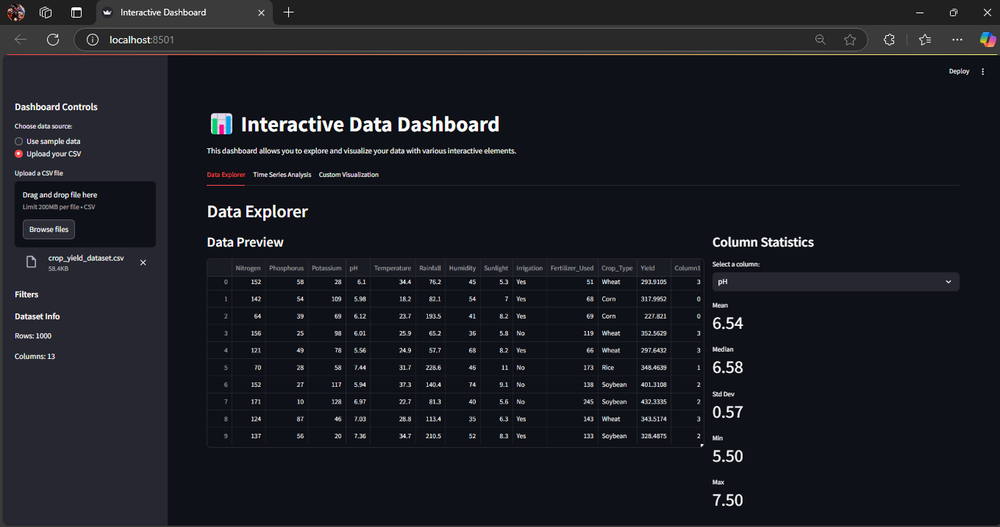 Interactive Dashboard
localhost:8501
Deploy
Dashboard Controls
Choose data source:
Use sample data
Upload your CSV
Upload a CSV file
Drag and drop file here
Limit 200MB per file • CSV
Browse files
crop_yield_dataset.csv
58.4KB
Filters
Dataset Info
Rows: 1000
Columns: 13
Interactive Data Dashboard
This dashboard allows you to explore and visualize your data with various interactive elements.
Data Explorer Time Series Analysis Custom Visualization
Data Explorer
Data Preview
Nitrogen Phosphorus Potassium pH Temperature Rainfall Humidity Sunlight Irrigation Fertilizer_Used Crop_Type Yield Column1
0 152 58 28 6.1 34.4 76.2 45 5.3 Yes 51 Wheat 293.9105 3
1 142 54 109 5.98 18.2 82.1 54 7 Yes 68 Corn 317.9952 0
2 64 39 69 6.12 23.7 193.5 41 8.2 Yes 69 Corn 227.821 0
3 156 25 98 6.01 25.9 65.2 36 5.8 No 119 Wheat 352.5629 3
4 121 49 78 5.56 24.9 57.7 68 8.2 Yes 66 Wheat 297.6432 3
5 70 28 58 7.44 31.7 228.6 46 11 No 173 Rice 348.4639 1
6 152 27 117 5.94 37.3 140.4 74 9.1 No 138 Soybean 401.3108 2
7 171 10 128 6.97 22.7 81.3 40 5.6 No 245 Soybean 432.3335 2
8 124 87 46 7.03 28.8 113.4 35 6.3 Yes 143 Wheat 343.5174 3
9 137 56 20 7.36 34.7 210.5 52 8.3 Yes 133 Soybean 328.4875 2
Column Statistics
Select a column:
pH
Mean
6.54
Median
6.58
Std Dev
0.57
Min
5.50
Max
7.50